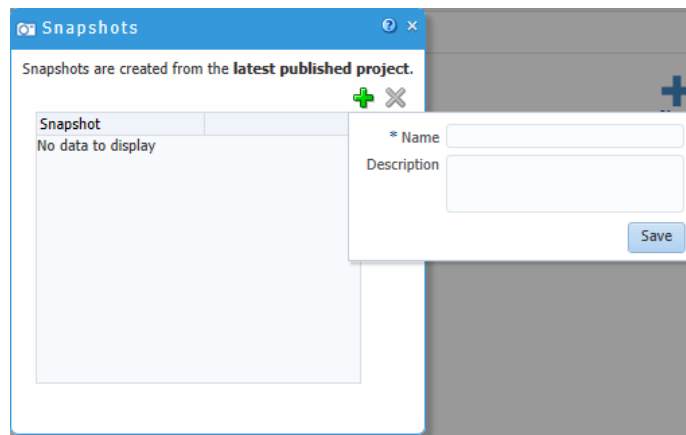 Snapshots
Snapshots are created from the latest published project.
Snapshot
No data to display
* Name
Description
Save